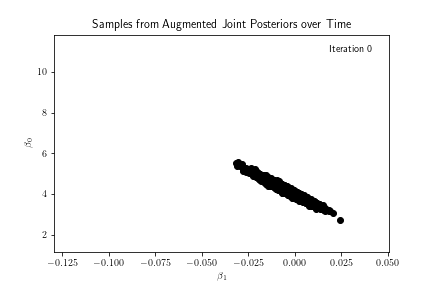 Samples from Augmented Joint Posteriors over Time
Iteration 0
10
8
6
4
2
β₀
−0.125 −0.100 −0.075 −0.050 −0.025 0.000 0.025 0.050
β₁